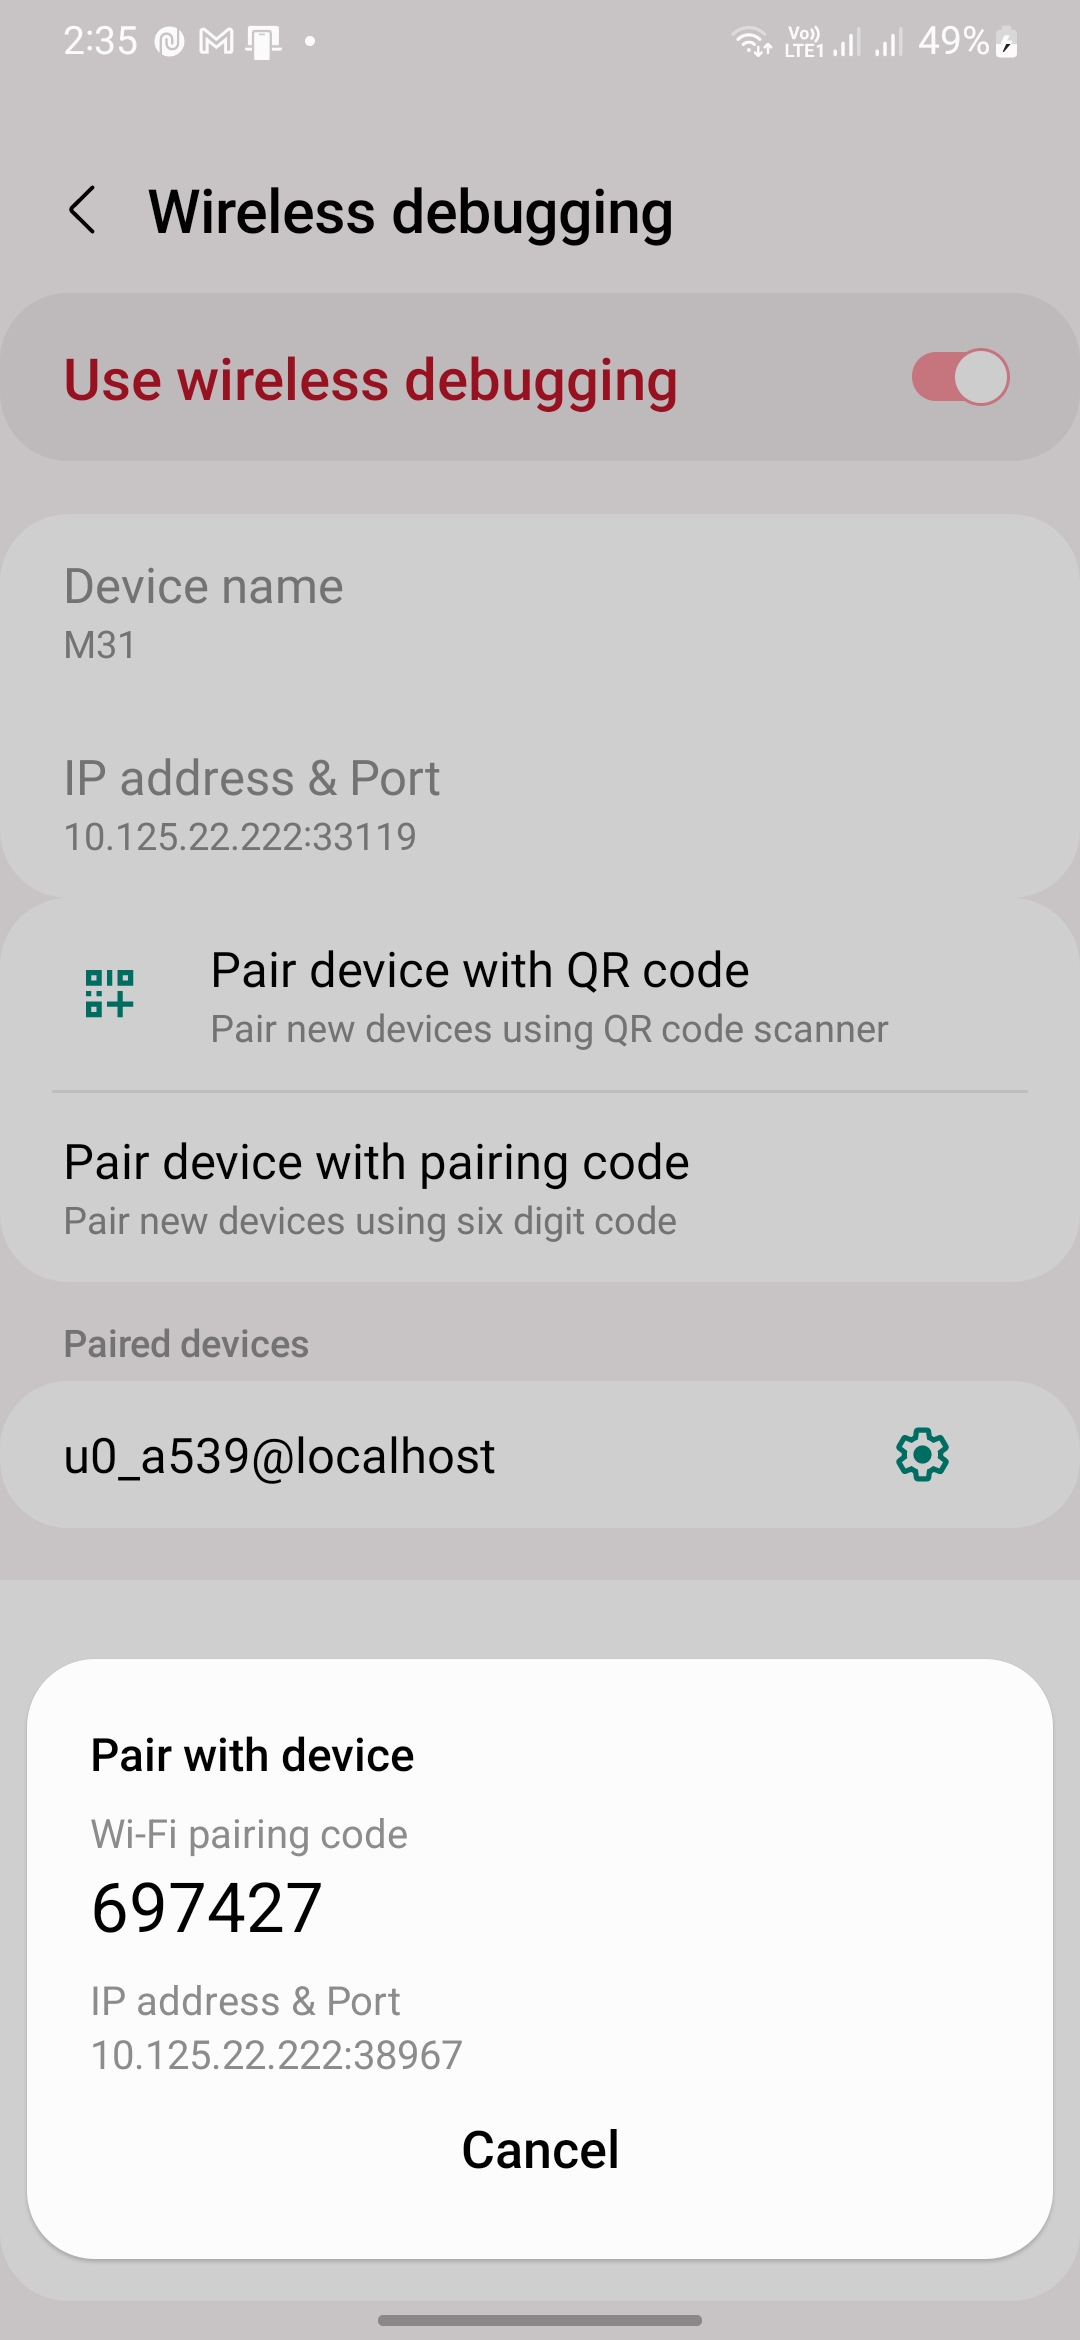 2:35
Vo)) LTE1 49%
Wireless debugging
Use wireless debugging
Device name
M31
IP address & Port
10.125.22.222:33119
Pair device with QR code
Pair new devices using QR code scanner
Pair device with pairing code
Pair new devices using six digit code
Paired devices
u0_a539@localhost
Pair with device
Wi-Fi pairing code
697427
IP address & Port
10.125.22.222:38967
Cancel